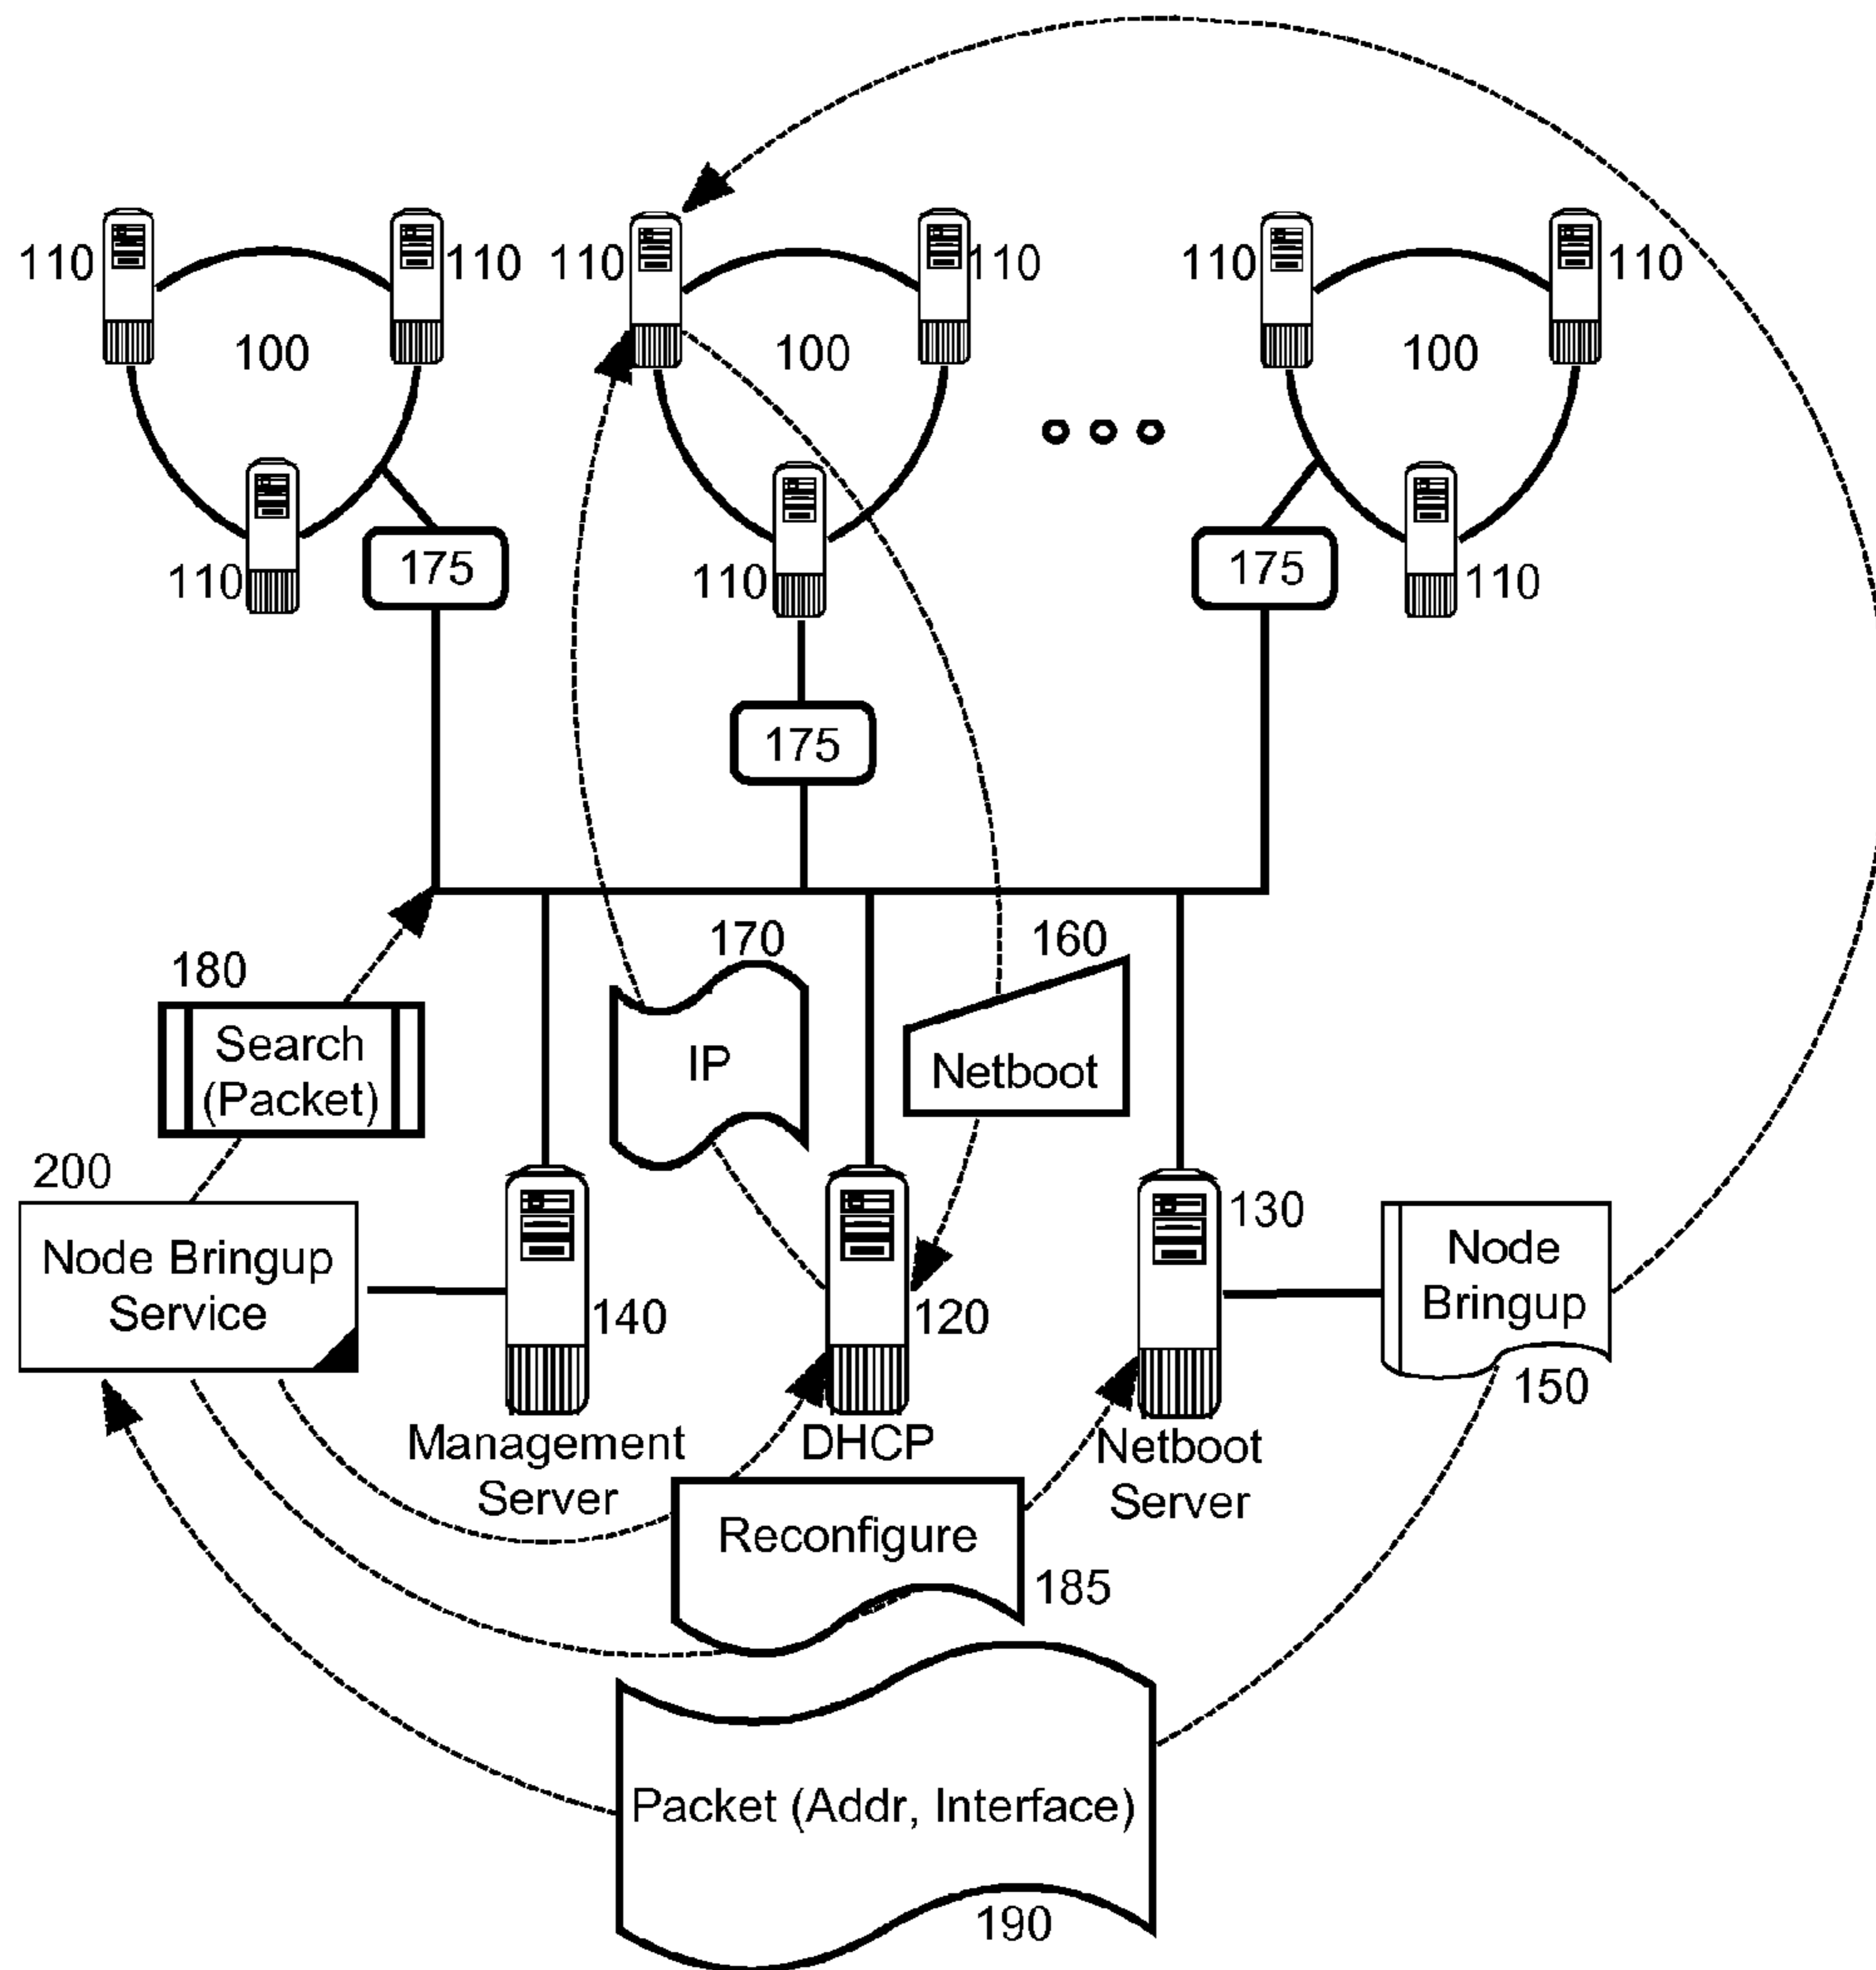 110
110
110
110
110
110
100
100
100
110
110
110
175
175
175
170
160
180
Search
(Packet)
IP
Netboot
200
Node Bringup
Service
130
Node
Bringup
140
120
150
Management
Server
DHCP
Netboot
Server
Reconfigure
185
Packet (Addr, Interface)
190